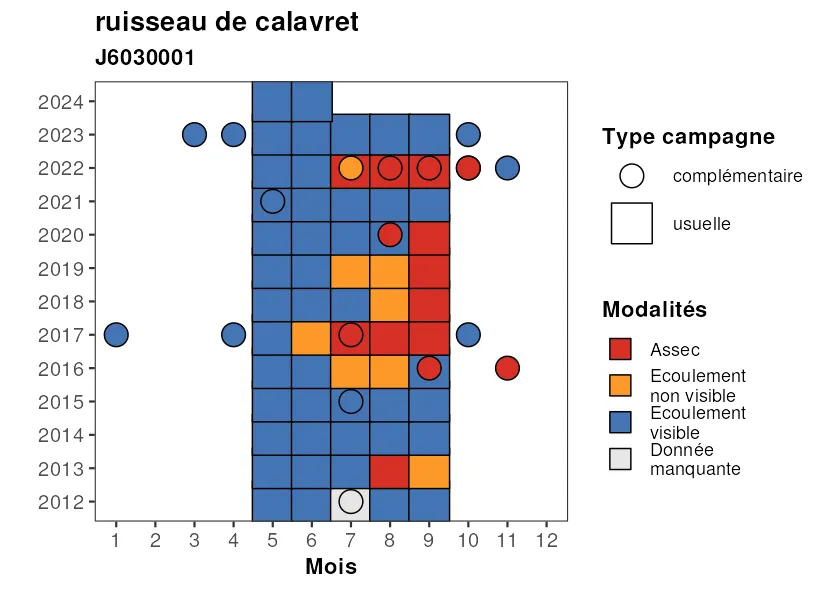 ruisseau de calavret
J6030001
2024
2023
2022
2021
2020
2019
2018
2017
2016
2015
2014
2013
2012
1 2 3 4 5 6 7 8 9 10 11 12
Mois
Type campagne
complémentaire
usuelle
Modalités
Assec
Ecoulement
non visible
Ecoulement
visible
Donnée
manquante